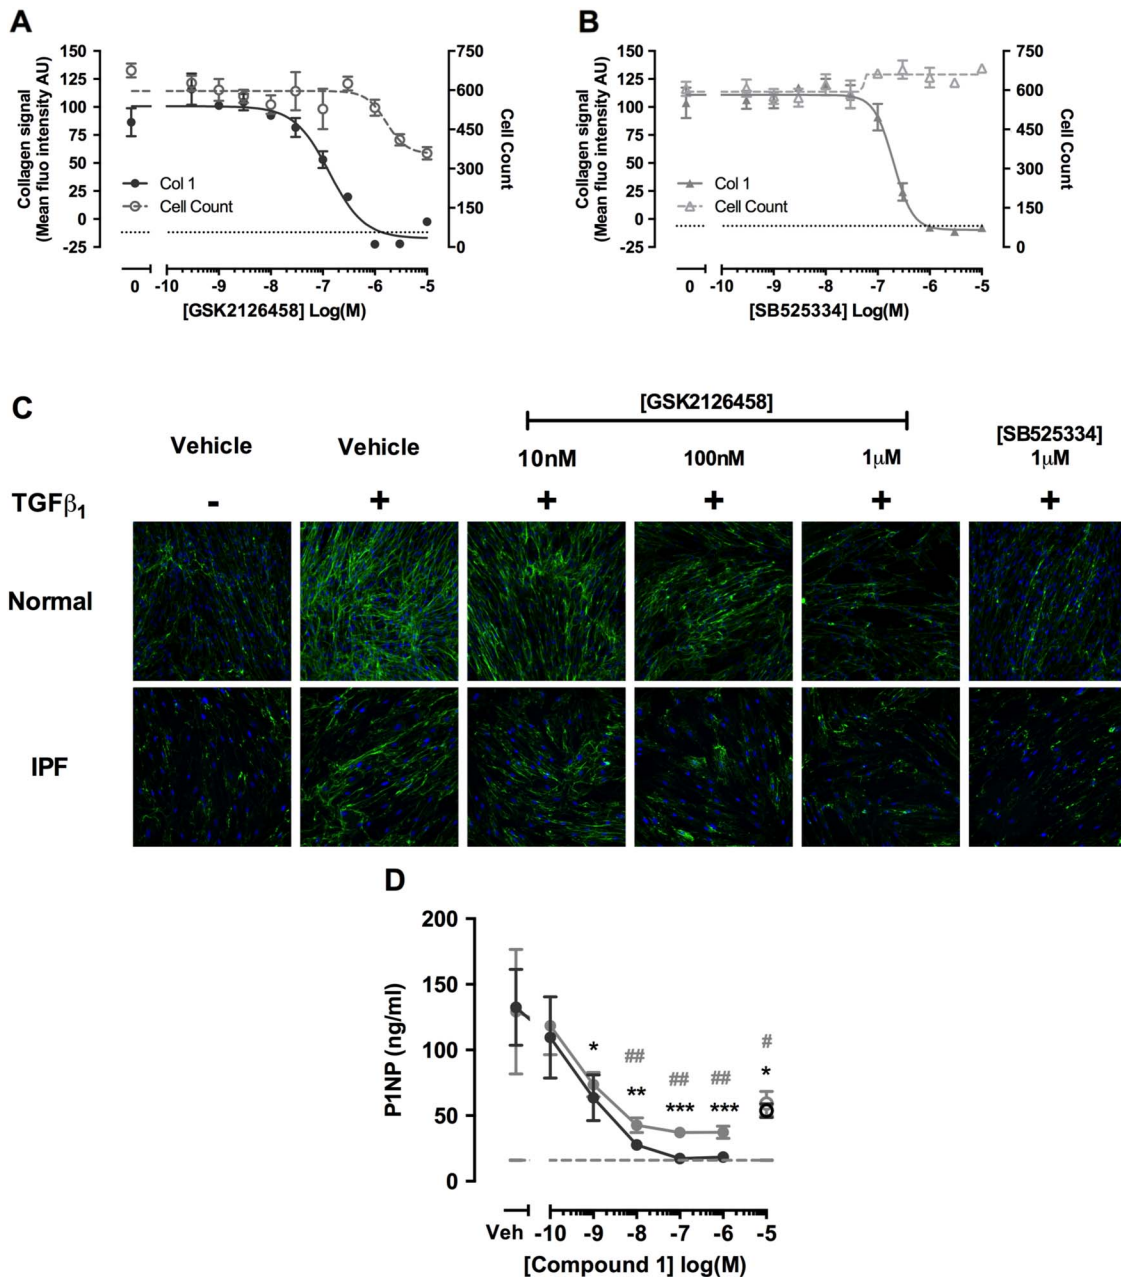 A
B
150
125
100
75
50
25
0
-25
Collagen signal
(Mean fluo intensity AU)
750
600
450
300
150
0
Cell Count
Col 1
Cell Count
0 -10 -9 -8 -7 -6 -5
[GSK2126458] Log(M)
150
125
100
75
50
25
0
-25
Collagen signal
(Mean fluo intensity AU)
750
600
450
300
150
0
Cell Count
Col 1
Cell Count
0 -10 -9 -8 -7 -6 -5
[SB525334] Log(M)
C
[GSK2126458]
Vehicle Vehicle 10nM 100nM 1μM [SB525334]
1μM
TGFβ₁ - + + + + +
Normal
IPF
D
200
150
100
50
0
P1NP (ng/ml)
* ## ## ## #
** *** *** *
Veh -10 -9 -8 -7 -6 -5
[Compound 1] log(M)